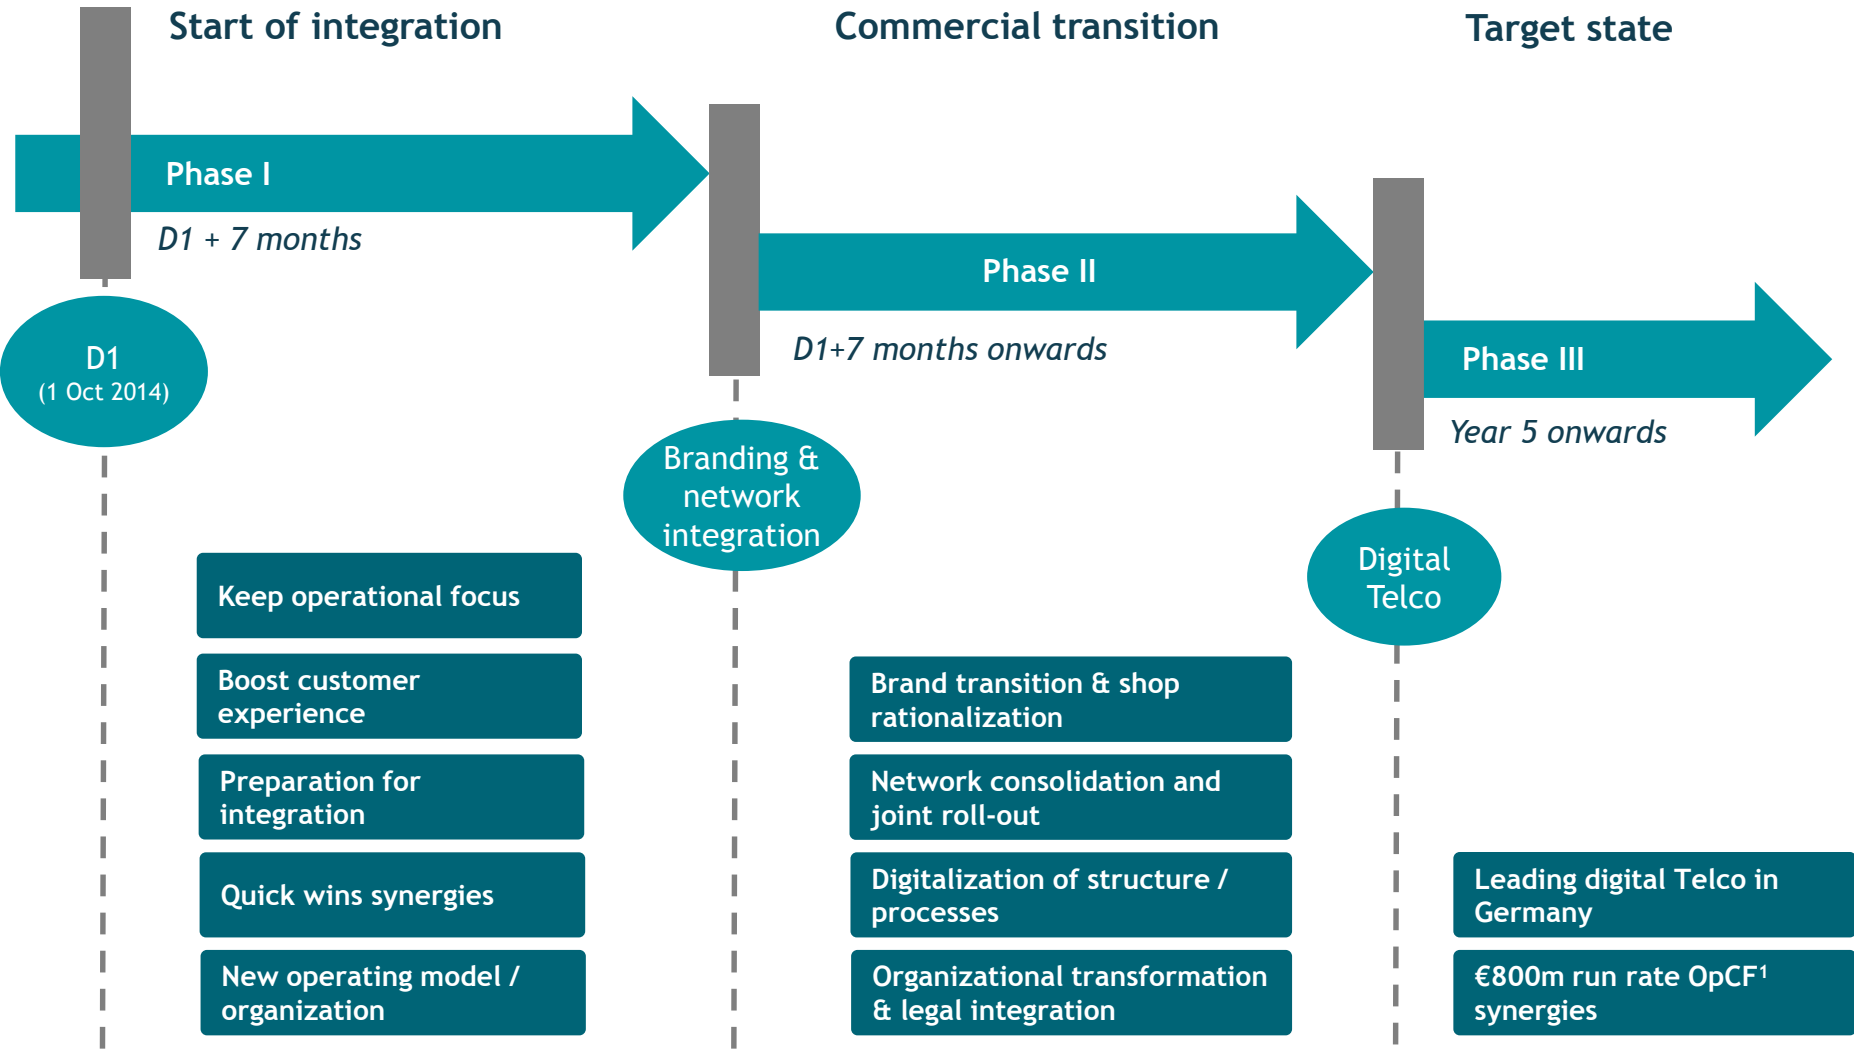 Start of integration
Commercial transition
Target state
Phase I
D1 + 7 months
Phase II
D1+7 months onwards
Phase III
Year 5 onwards
D1
(1 Oct 2014)
Branding &
network
integration
Digital
Telco
Keep operational focus
Boost customer
experience
Preparation for
integration
Quick wins synergies
New operating model /
organization
Brand transition & shop
rationalization
Network consolidation and
joint roll-out
Digitalization of structure /
processes
Organizational transformation
& legal integration
Leading digital Telco in
Germany
€800m run rate OpCF¹
synergies